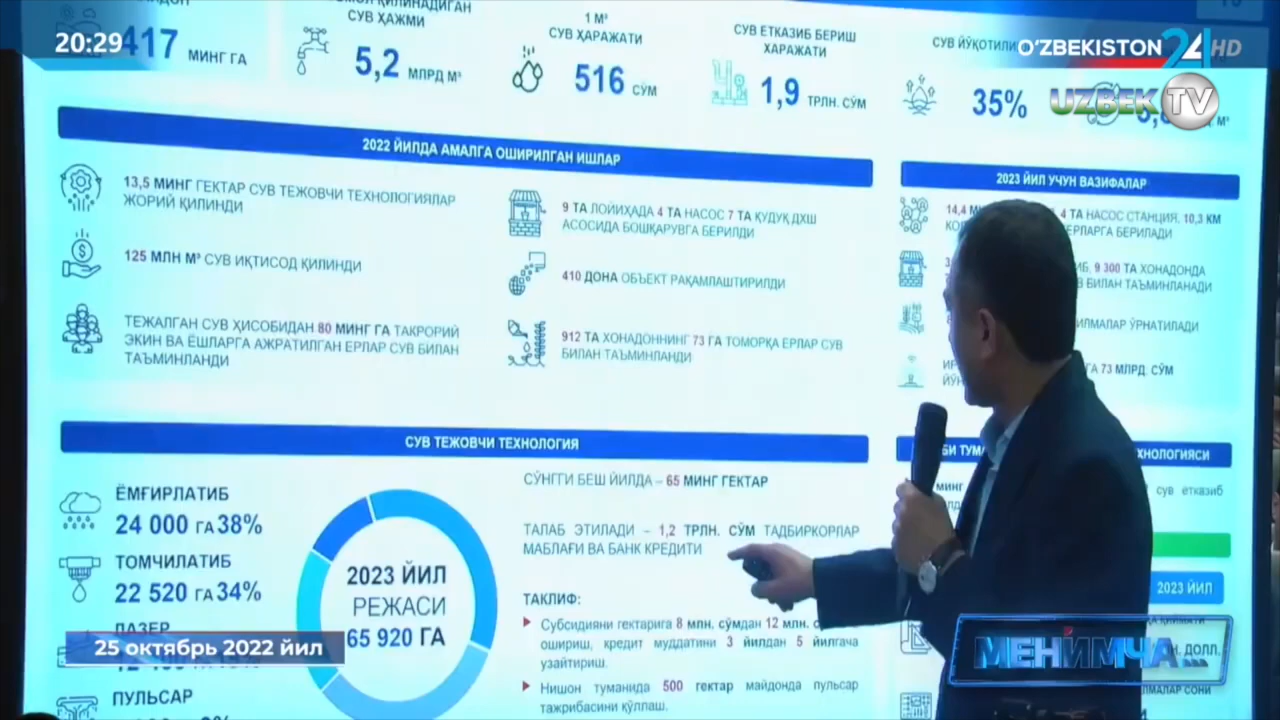 20:29
417 МИНГ ГА
СУВ ҲАЖМИ
5,2 МЛРД М³
1 М³
СУВ ҲАРАЖАТИ
516 СЎМ
СУВ ЕТКАЗИБ БЕРИШ
ХАРАЖАТИ
1,9 ТРЛН. СЎМ
35%
O'ZBEKISTON 24 HD
UZBEK TV
2022 ЙИЛДА АМАЛГА ОШИРИЛГАН ИШЛАР
13,5 МИНГ ГЕКТАР СУВ ТЕЖОВЧИ ТЕХНОЛОГИЯЛАР
ЖОРИЙ ҚИЛИНДИ
125 МЛН М³ СУВ ИҚТИСОД ҚИЛИНДИ
ТЕЖАЛГАН СУВ ҲИСОБИДАН 80 МИНГ ГА ТАКРОРИЙ
ЭКИН ВА ЁШЛАРГА АЖРАТИЛГАН ЕРЛАР СУВ БИЛАН
ТАЪМИНЛАНДИ
9 ТА ЛОЙИҲАДА 4 ТА НАСОС 7 ТА ҚУДУҚ ДХШ
АСОСИДА БОШҚАРУВГА БЕРИЛДИ
410 ДОНА ОБЪЕКТ РАҚАМЛАШТИРИЛДИ
912 ТА ХОНАДОННИНГ 73 ГА ТОМОРҚА ЕРЛАР СУВ
БИЛАН ТАЪМИНЛАНДИ
2023 ЙИЛ УЧУН ВАЗИФАЛАР
14,4 4 ТА НАСОС СТАНЦИЯ, 10,3 КМ
ЕРЛАРГА БЕРИЛАДИ
9 300 ТА ХОНАДОНДА
БИЛАН ТАЪМИНЛАНАДИ
ЎРНАТИЛАДИ
73 МЛРД. СЎМ
СУВ ТЕЖОВЧИ ТЕХНОЛОГИЯ
ЁМҒИРЛАТИБ
24 000 ГА 38%
ТОМЧИЛАТИБ
22 520 ГА 34%
ЛАЗЕР
ПУЛЬСАР
2023 ЙИЛ
РЕЖАСИ
65 920 ГА
СЎНГГИ БЕШ ЙИЛДА – 65 МИНГ ГЕКТАР
ТАЛАБ ЭТИЛАДИ – 1,2 ТРЛН. СЎМ ТАДБИРКОРЛАР
МАБЛАҒИ ВА БАНК КРЕДИТИ
ТАКЛИФ:
Субсидияни гектарига 8 млн. сўмдан 12 млн.
ошириш, кредит муддатини 3 йилдан 5 йилгача
узайтириш.
Нишон туманида 500 гектар майдонда пульсар
тажрибасини қўллаш.
сув етказиб
2023 ЙИЛ
ДОЛЛ.
СОНИ
25 октябрь 2022 йил
МЕНИМЧА...